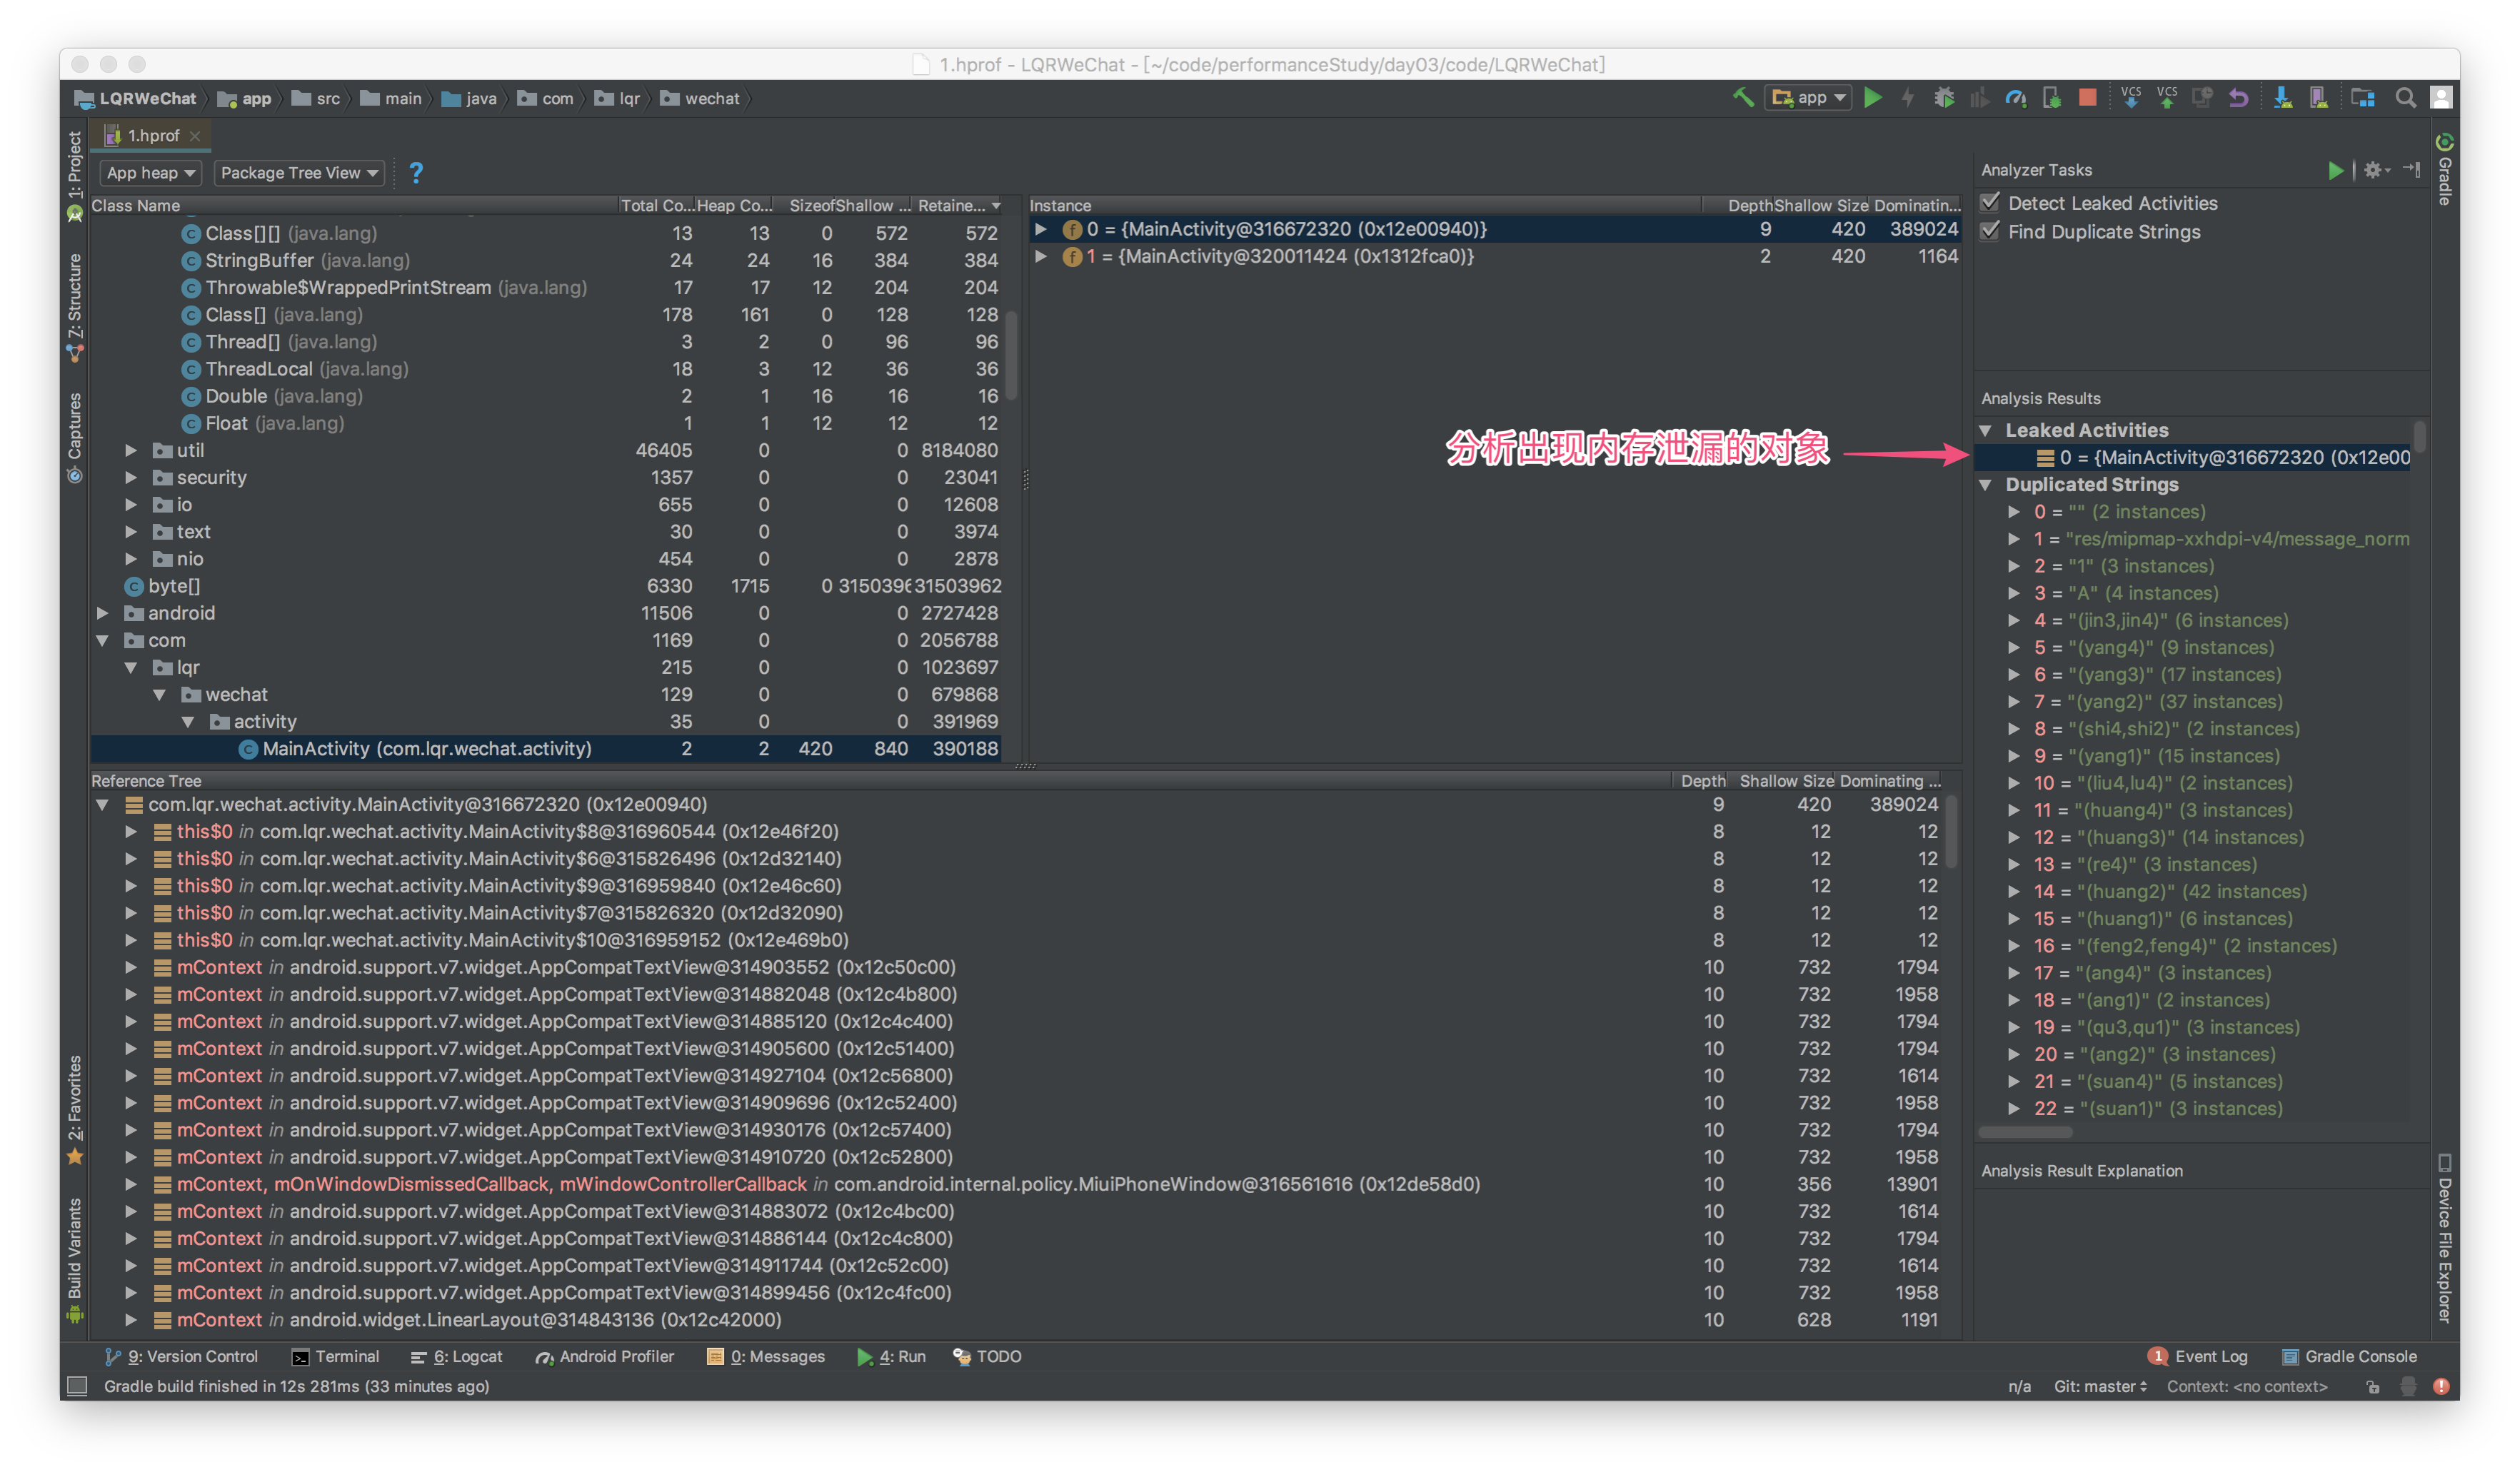 1.hprof - LQRWeChat - [~/code/performanceStudy/day03/code/LQRWeChat]
LQRWeChat app src main java com lqr wechat
app
VCS VCS
1: Project
7: Structure
Captures
2: Favorites
Build Variants
1.hprof
App heap Package Tree View ?
Class Name Total Co... Heap Co... Sizeof Shallow ... Retaine...
Class[][] (java.lang) 13 13 0 572 572
StringBuffer (java.lang) 24 24 16 384 384
Throwable$WrappedPrintStream (java.lang) 17 17 12 204 204
Class[] (java.lang) 178 161 0 128 128
Thread[] (java.lang) 3 2 0 96 96
ThreadLocal (java.lang) 18 3 12 36 36
Double (java.lang) 2 1 16 16 16
Float (java.lang) 1 1 12 12 12
util 46405 0 0 8184080
security 1357 0 0 23041
io 655 0 0 12608
text 30 0 0 3974
nio 454 0 0 2878
byte[] 6330 1715 0 3150396 31503962
android 11506 0 0 2727428
com 1169 0 0 2056788
lqr 215 0 0 1023697
wechat 129 0 0 679868
activity 35 0 0 391969
MainActivity (com.lqr.wechat.activity) 2 2 420 840 390188
Instance Depth Shallow Size Dominatin...
0 = {MainActivity@316672320 (0x12e00940)} 9 420 389024
1 = {MainActivity@320011424 (0x1312fca0)} 2 420 1164
分析出现内存泄漏的对象
Reference Tree Depth Shallow Size Dominating ...
com.lqr.wechat.activity.MainActivity@316672320 (0x12e00940) 9 420 389024
this$0 in com.lqr.wechat.activity.MainActivity$8@316960544 (0x12e46f20) 8 12 12
this$0 in com.lqr.wechat.activity.MainActivity$6@315826496 (0x12d32140) 8 12 12
this$0 in com.lqr.wechat.activity.MainActivity$9@316959840 (0x12e46c60) 8 12 12
this$0 in com.lqr.wechat.activity.MainActivity$7@315826320 (0x12d32090) 8 12 12
this$0 in com.lqr.wechat.activity.MainActivity$10@316959152 (0x12e469b0) 8 12 12
mContext in android.support.v7.widget.AppCompatTextView@314903552 (0x12c50c00) 10 732 1794
mContext in android.support.v7.widget.AppCompatTextView@314882048 (0x12c4b800) 10 732 1958
mContext in android.support.v7.widget.AppCompatTextView@314885120 (0x12c4c400) 10 732 1794
mContext in android.support.v7.widget.AppCompatTextView@314905600 (0x12c51400) 10 732 1794
mContext in android.support.v7.widget.AppCompatTextView@314927104 (0x12c56800) 10 732 1614
mContext in android.support.v7.widget.AppCompatTextView@314909696 (0x12c52400) 10 732 1958
mContext in android.support.v7.widget.AppCompatTextView@314930176 (0x12c57400) 10 732 1794
mContext in android.support.v7.widget.AppCompatTextView@314910720 (0x12c52800) 10 732 1958
mContext, mOnWindowDismissedCallback, mWindowControllerCallback in com.android.internal.policy.MiuiPhoneWindow@316561616 (0x12de58d0) 10 356 13901
mContext in android.support.v7.widget.AppCompatTextView@314883072 (0x12c4bc00) 10 732 1614
mContext in android.support.v7.widget.AppCompatTextView@314886144 (0x12c4c800) 10 732 1794
mContext in android.support.v7.widget.AppCompatTextView@314911744 (0x12c52c00) 10 732 1614
mContext in android.support.v7.widget.AppCompatTextView@314899456 (0x12c4fc00) 10 732 1958
mContext in android.widget.LinearLayout@314843136 (0x12c42000) 10 628 1191
Analyzer Tasks
Detect Leaked Activities
Find Duplicate Strings
Analysis Results
Leaked Activities
0 = {MainActivity@316672320 (0x12e00
Duplicated Strings
0 = "" (2 instances)
1 = "res/mipmap-xxhdpi-v4/message_norm
2 = "1" (3 instances)
3 = "A" (4 instances)
4 = "(jin3,jin4)" (6 instances)
5 = "(yang4)" (9 instances)
6 = "(yang3)" (17 instances)
7 = "(yang2)" (37 instances)
8 = "(shi4,shi2)" (2 instances)
9 = "(yang1)" (15 instances)
10 = "(liu4,lu4)" (2 instances)
11 = "(huang4)" (3 instances)
12 = "(huang3)" (14 instances)
13 = "(re4)" (3 instances)
14 = "(huang2)" (42 instances)
15 = "(huang1)" (6 instances)
16 = "(feng2,feng4)" (2 instances)
17 = "(ang4)" (3 instances)
18 = "(ang1)" (2 instances)
19 = "(qu3,qu1)" (3 instances)
20 = "(ang2)" (3 instances)
21 = "(suan4)" (5 instances)
22 = "(suan1)" (3 instances)
Analysis Result Explanation
Gradle
Device File Explorer
9: Version Control Terminal 6: Logcat Android Profiler 0: Messages 4: Run TODO 1 Event Log Gradle Console
Gradle build finished in 12s 281ms (33 minutes ago) n/a Git: master Context: <no context>